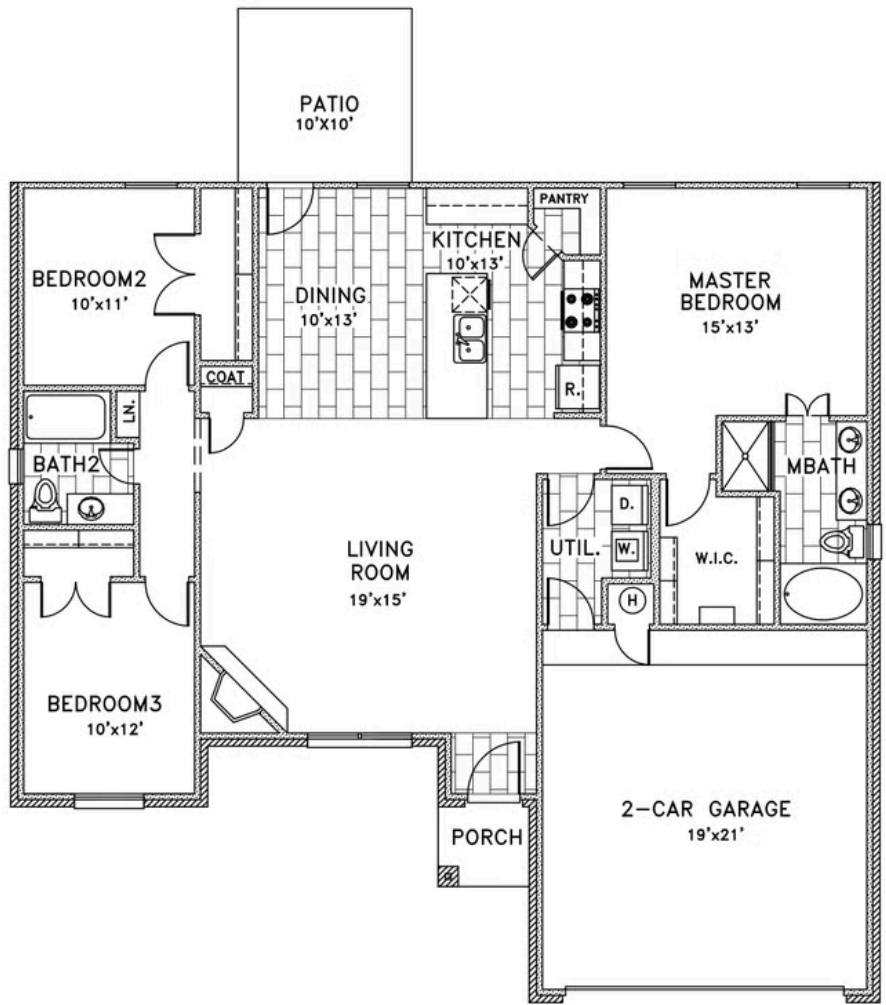 PATIO
10'X10'
PANTRY
KITCHEN
10'x13'
BEDROOM2
10'x11'
DINING
10'x13'
MASTER
BEDROOM
15'x13'
COAT
R.
LN.
BATH2
MBATH
D.
UTIL.
W.
W.I.C.
LIVING
ROOM
19'x15'
H
BEDROOM3
10'x12'
2-CAR GARAGE
19'x21'
PORCH